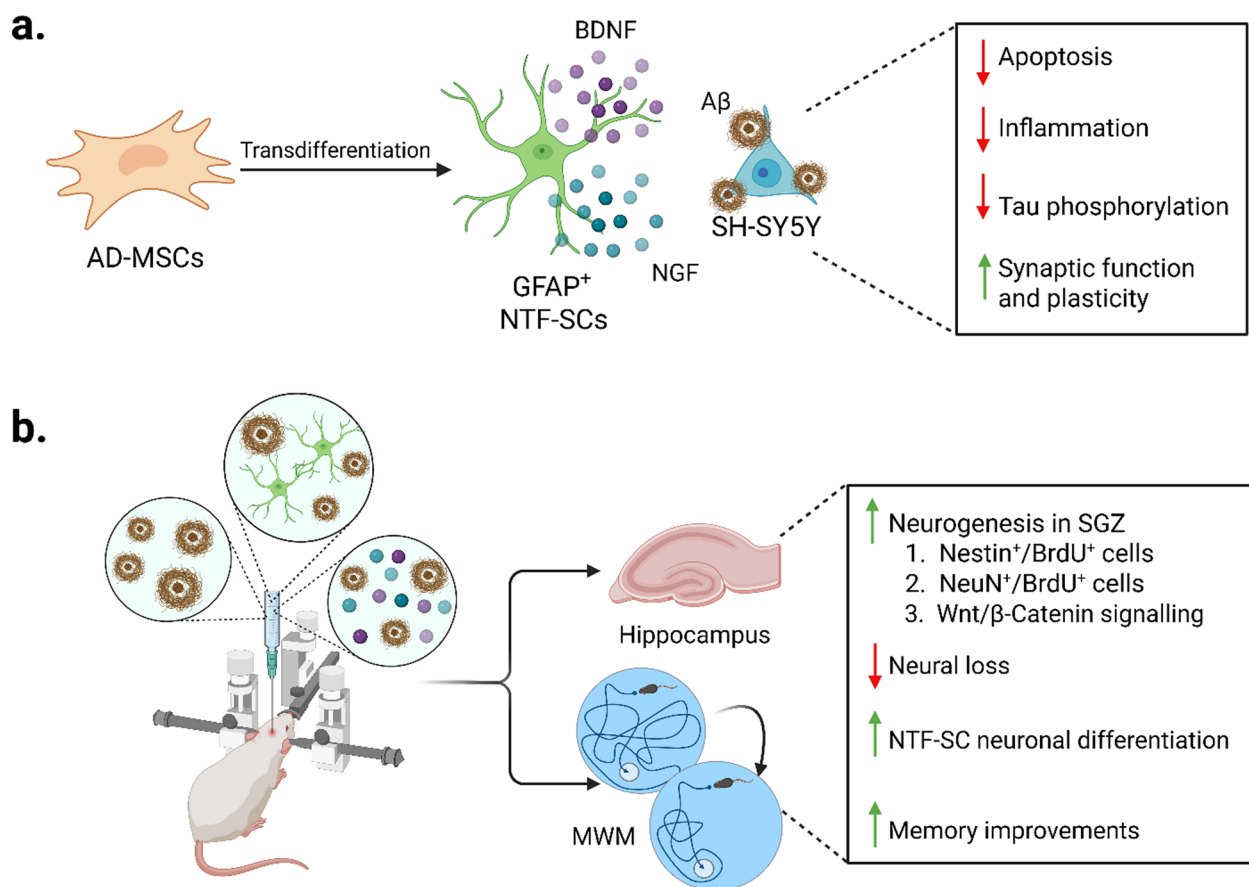 a.
BDNF
Transdifferentiation
AD-MSCs
GFAP⁺
NTF-SCs
NGF
Aβ
SH-SY5Y
Apoptosis
Inflammation
Tau phosphorylation
Synaptic function
and plasticity
b.
Hippocampus
MWM
Neurogenesis in SGZ
1. Nestin⁺/BrdU⁺ cells
2. NeuN⁺/BrdU⁺ cells
3. Wnt/β-Catenin signalling
Neural loss
NTF-SC neuronal differentiation
Memory improvements